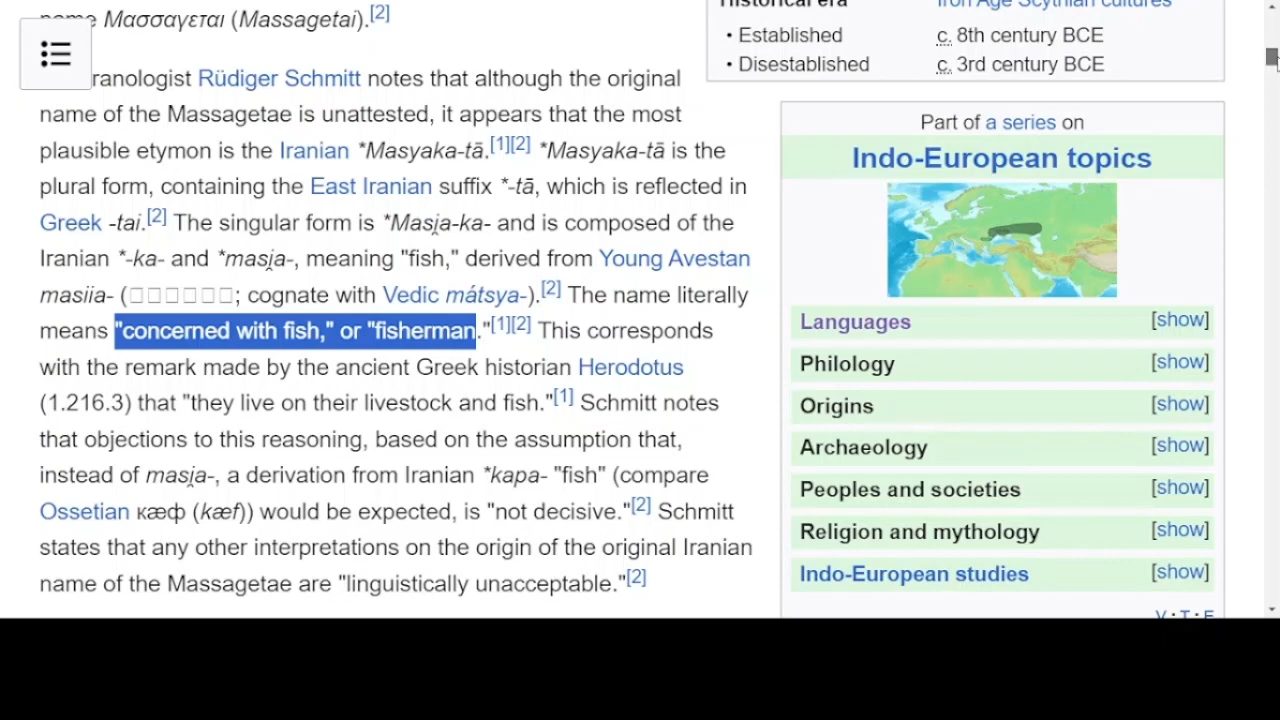 name Μασσαγεται (Massagetai).[2]
ranologist Rüdiger Schmitt notes that although the original
name of the Massagetae is unattested, it appears that the most
plausible etymon is the Iranian *Masyaka-tā.[1][2] *Masyaka-tā is the
plural form, containing the East Iranian suffix *-tā, which is reflected in
Greek -tai.[2] The singular form is *Masi̯a-ka- and is composed of the
Iranian *-ka- and *masi̯a-, meaning "fish," derived from Young Avestan
masiia- (□□□□□□; cognate with Vedic mátsya-).[2] The name literally
means "concerned with fish," or "fisherman."[1][2] This corresponds
with the remark made by the ancient Greek historian Herodotus
(1.216.3) that "they live on their livestock and fish."[1] Schmitt notes
that objections to this reasoning, based on the assumption that,
instead of masi̯a-, a derivation from Iranian *kapa- "fish" (compare
Ossetian кæф (kæf)) would be expected, is "not decisive."[2] Schmitt
states that any other interpretations on the origin of the original Iranian
name of the Massagetae are "linguistically unacceptable."[2]
Historical era Iron Age Scythian cultures
• Established c. 8th century BCE
• Disestablished c. 3rd century BCE
Part of a series on
Indo-European topics
Languages [show]
Philology [show]
Origins [show]
Archaeology [show]
Peoples and societies [show]
Religion and mythology [show]
Indo-European studies [show]
V · T · E